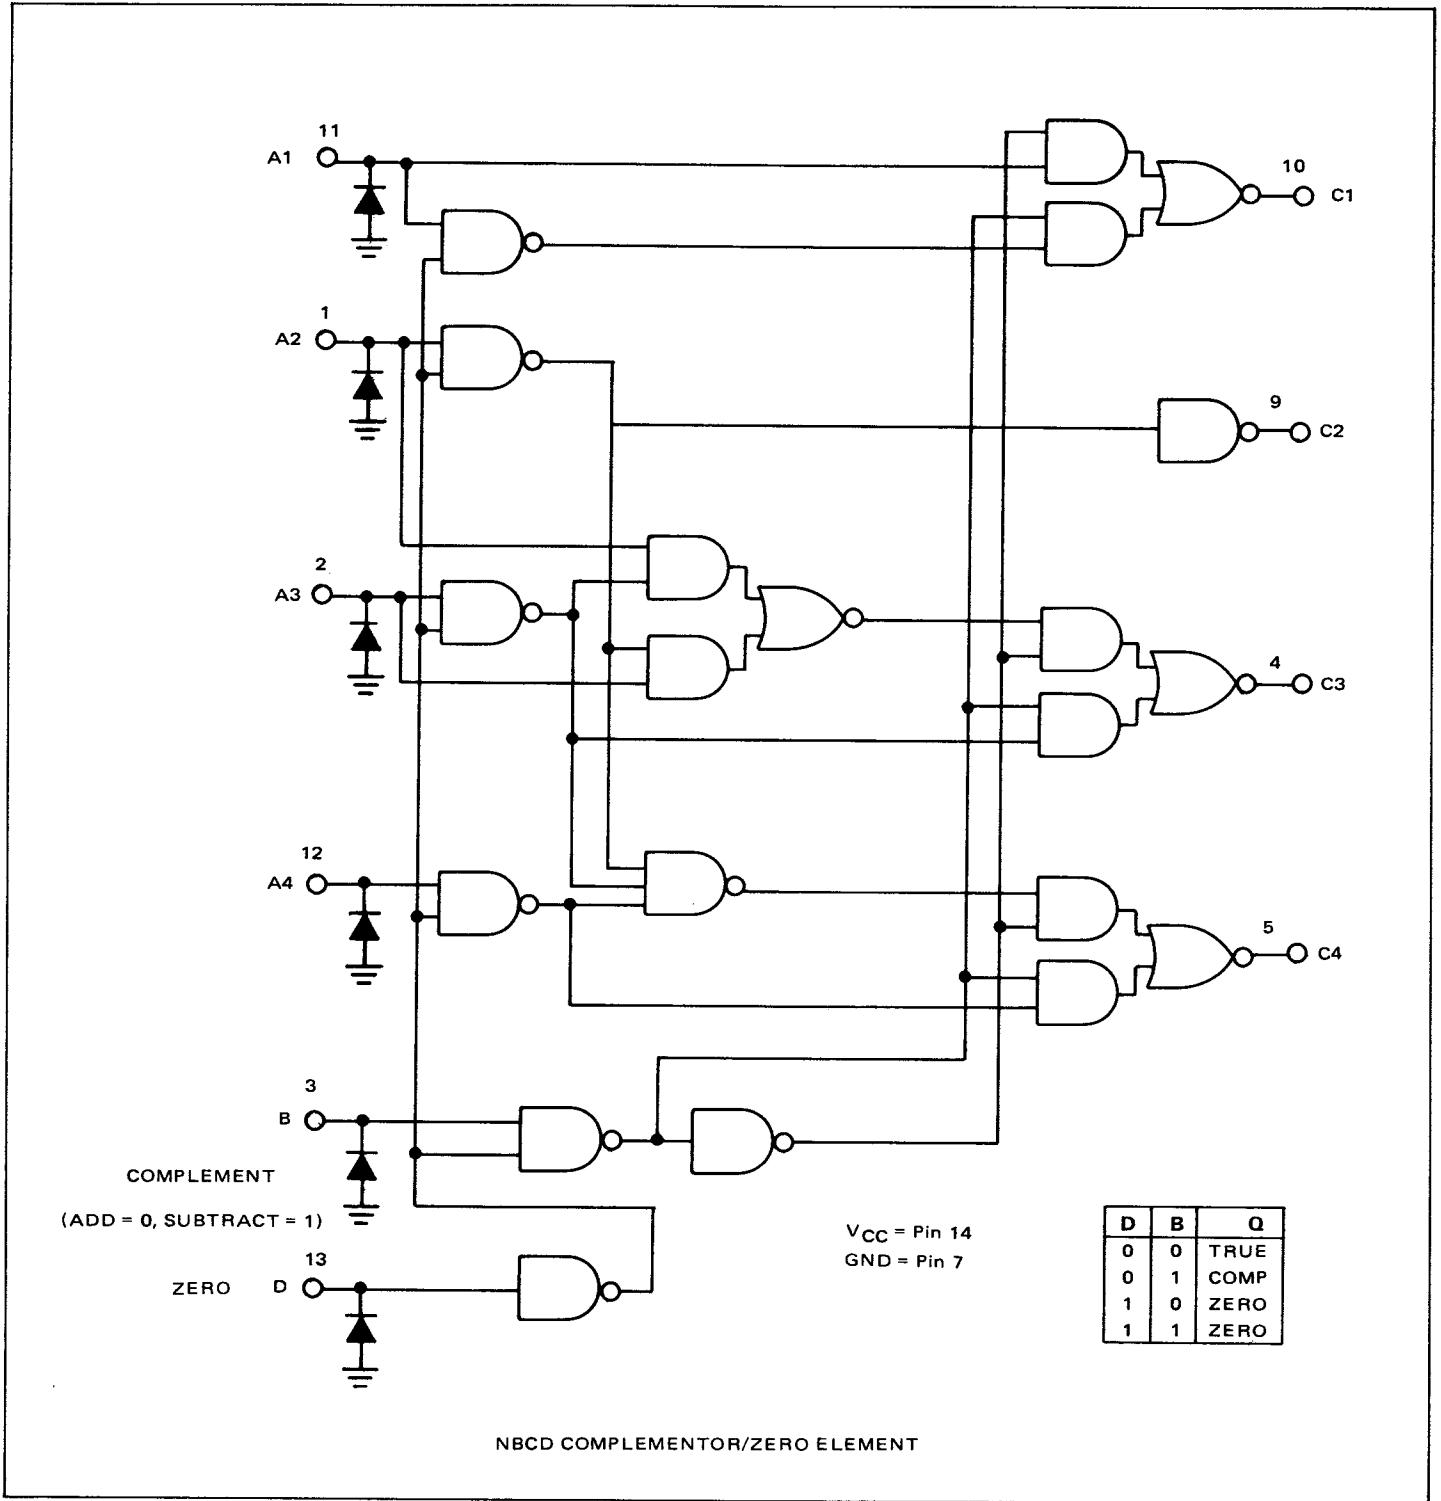 11
A1
10
C1
1
A2
9
C2
2
A3
4
C3
12
A4
5
C4
3
B
COMPLEMENT
(ADD = 0, SUBTRACT = 1)
13
ZERO D
VCC = Pin 14
GND = Pin 7
D B Q
0 0 TRUE
0 1 COMP
1 0 ZERO
1 1 ZERO
NBCD COMPLEMENTOR/ZERO ELEMENT